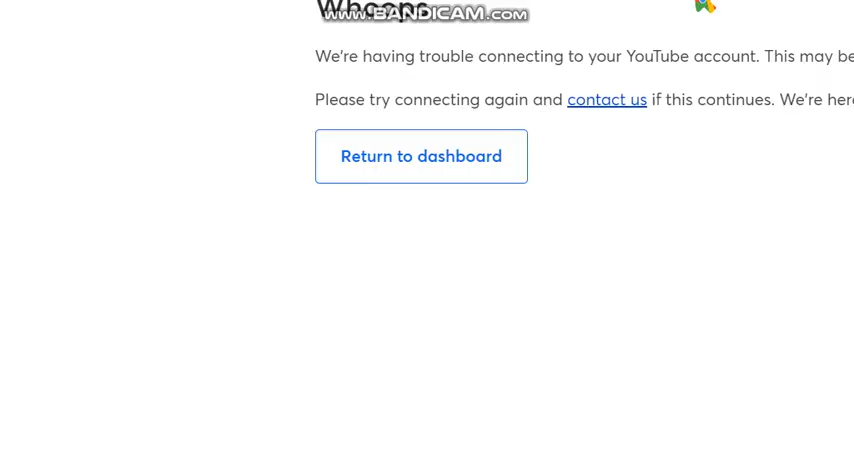 Whoops
www.BANDICAM.com
We're having trouble connecting to your YouTube account. This may be
Please try connecting again and contact us if this continues. We're here
Return to dashboard